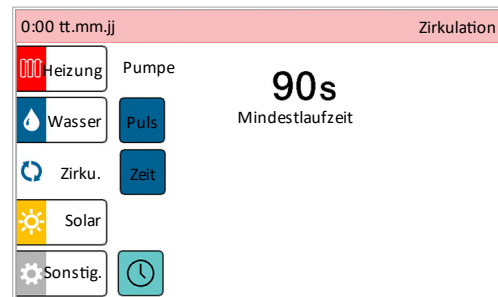 0:00 tt.mm.jj Zirkulation
Heizung Pumpe
90s
Wasser Puls Mindestlaufzeit
Zirku. Zeit
Solar
Sonstig.